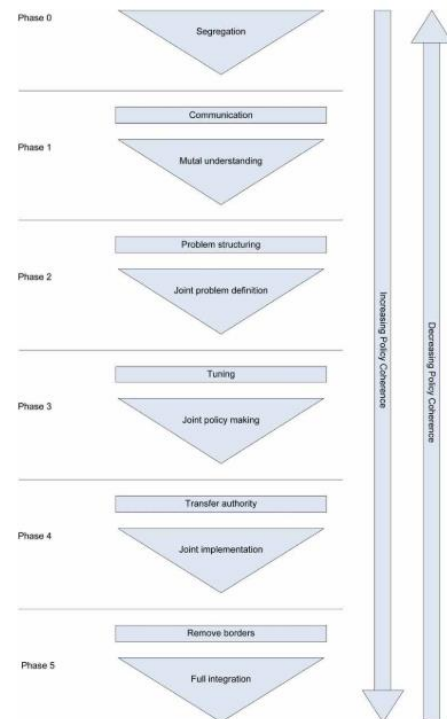 Phase 0
Segregation
Communication
Phase 1
Mutal understanding
Problem structuring
Phase 2
Joint problem definition
Tuning
Phase 3
Joint policy making
Transfer authority
Phase 4
Joint implementation
Remove borders
Phase 5
Full integration
Increasing Policy Coherence
Decreasing Policy Coherence